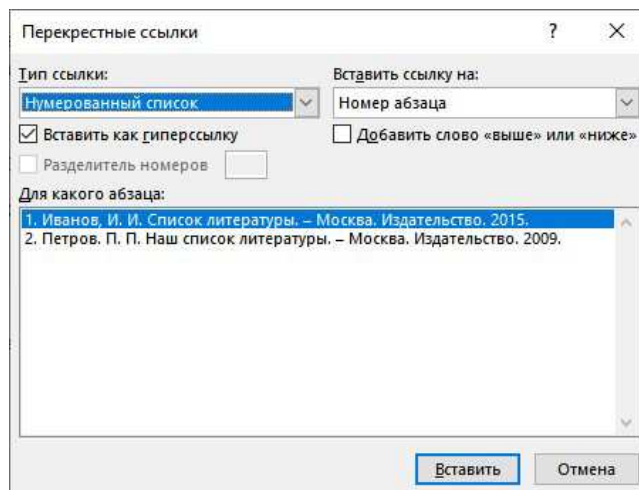 Перекрестные ссылки ? ×
Тип ссылки: Вставить ссылку на:
Нумерованный список Номер абзаца
Вставить как гиперссылку Добавить слово «выше» или «ниже»
Разделитель номеров
Для какого абзаца:
1. Иванов, И. И. Список литературы. – Москва. Издательство. 2015.
2. Петров. П. П. Наш список литературы. – Москва. Издательство. 2009.
Вставить Отмена